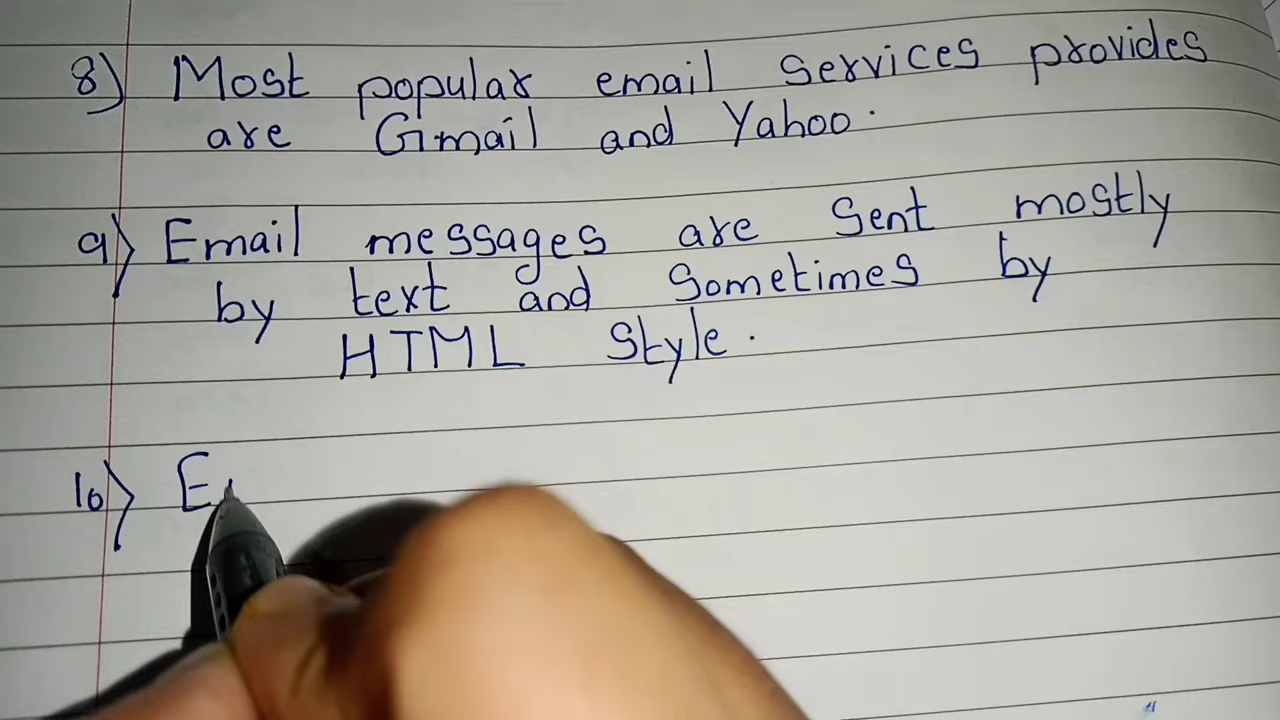 8) Most popular email services provides
are Gmail and Yahoo.
9) Email messages are sent mostly
by text and sometimes by
HTML style.
10) E